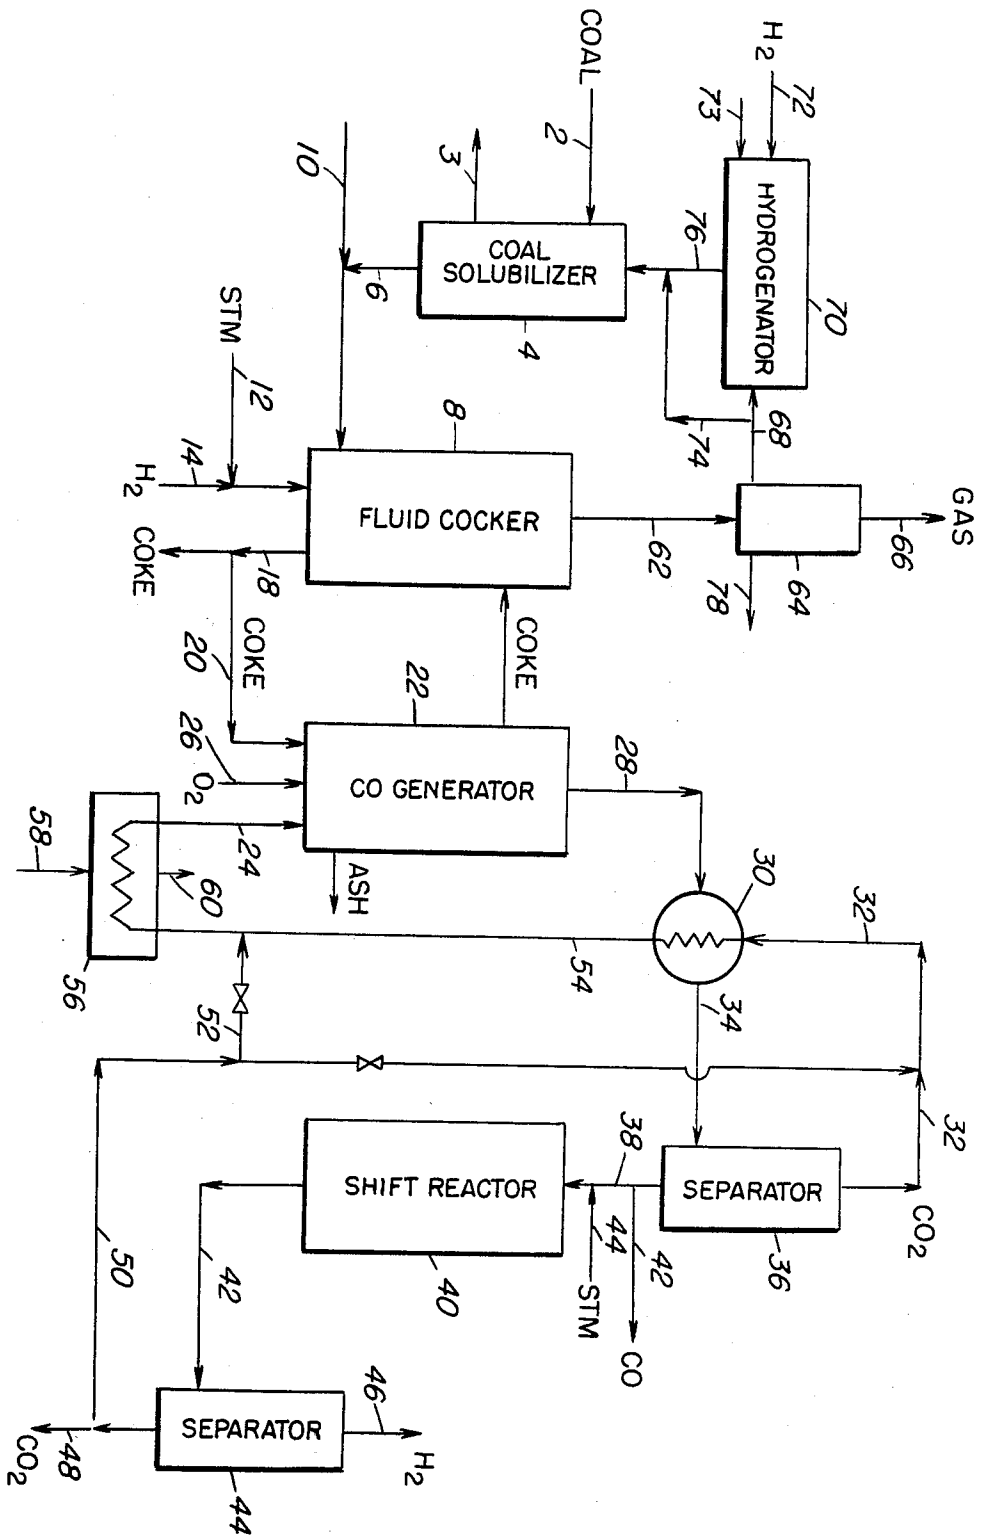 GAS
32
CO₂
66
32
70
72
64
36
H₂
68
HYDROGENATOR
30
SEPARATOR
34
78
73
74
76
62
42
CO
38
28
44
COAL
STM
54
2
COKE
4
COAL
SOLUBILIZER
3
8
FLUID COCKER
CO GENERATOR
SHIFT REACTOR
40
22
H₂
46
6
ASH
10
12
18
COKE
24
SEPARATOR
44
STM
42
60
52
O₂
14
20
26
H₂
COKE
50
56
48
58
CO₂